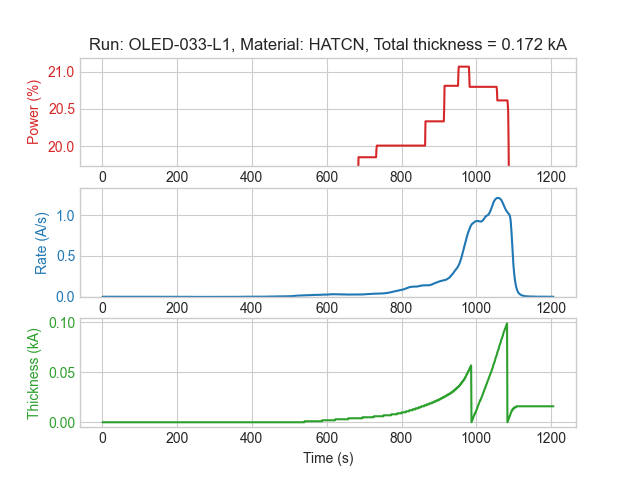 Run: OLED-033-L1, Material: HATCN, Total thickness = 0.172 kA
21.0
20.5
20.0
Power (%)
0 200 400 600 800 1000 1200
1.0
0.5
0.0
Rate (A/s)
0 200 400 600 800 1000 1200
0.10
0.05
0.00
Thickness (kA)
0 200 400 600 800 1000 1200
Time (s)